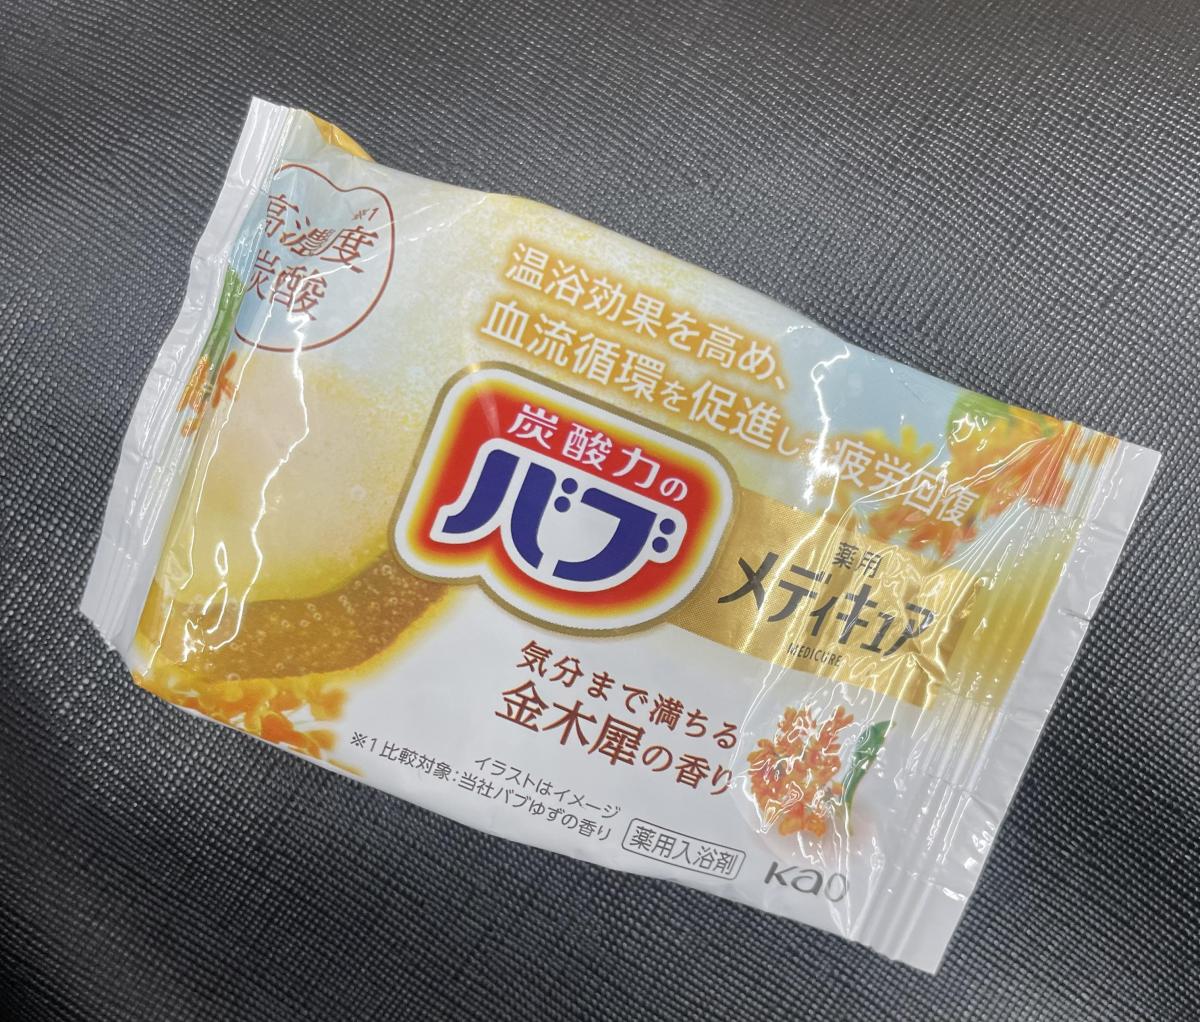 ※1
高濃度
炭酸
温浴効果を高め、
血流循環を促進して疲労回復
炭酸力の
バブ
薬用
メディキュア
MEDICURE
気分まで満ちる
金木犀の香り
イラストはイメージ
※1比較対象:当社バブゆずの香り
薬用入浴剤
Kao